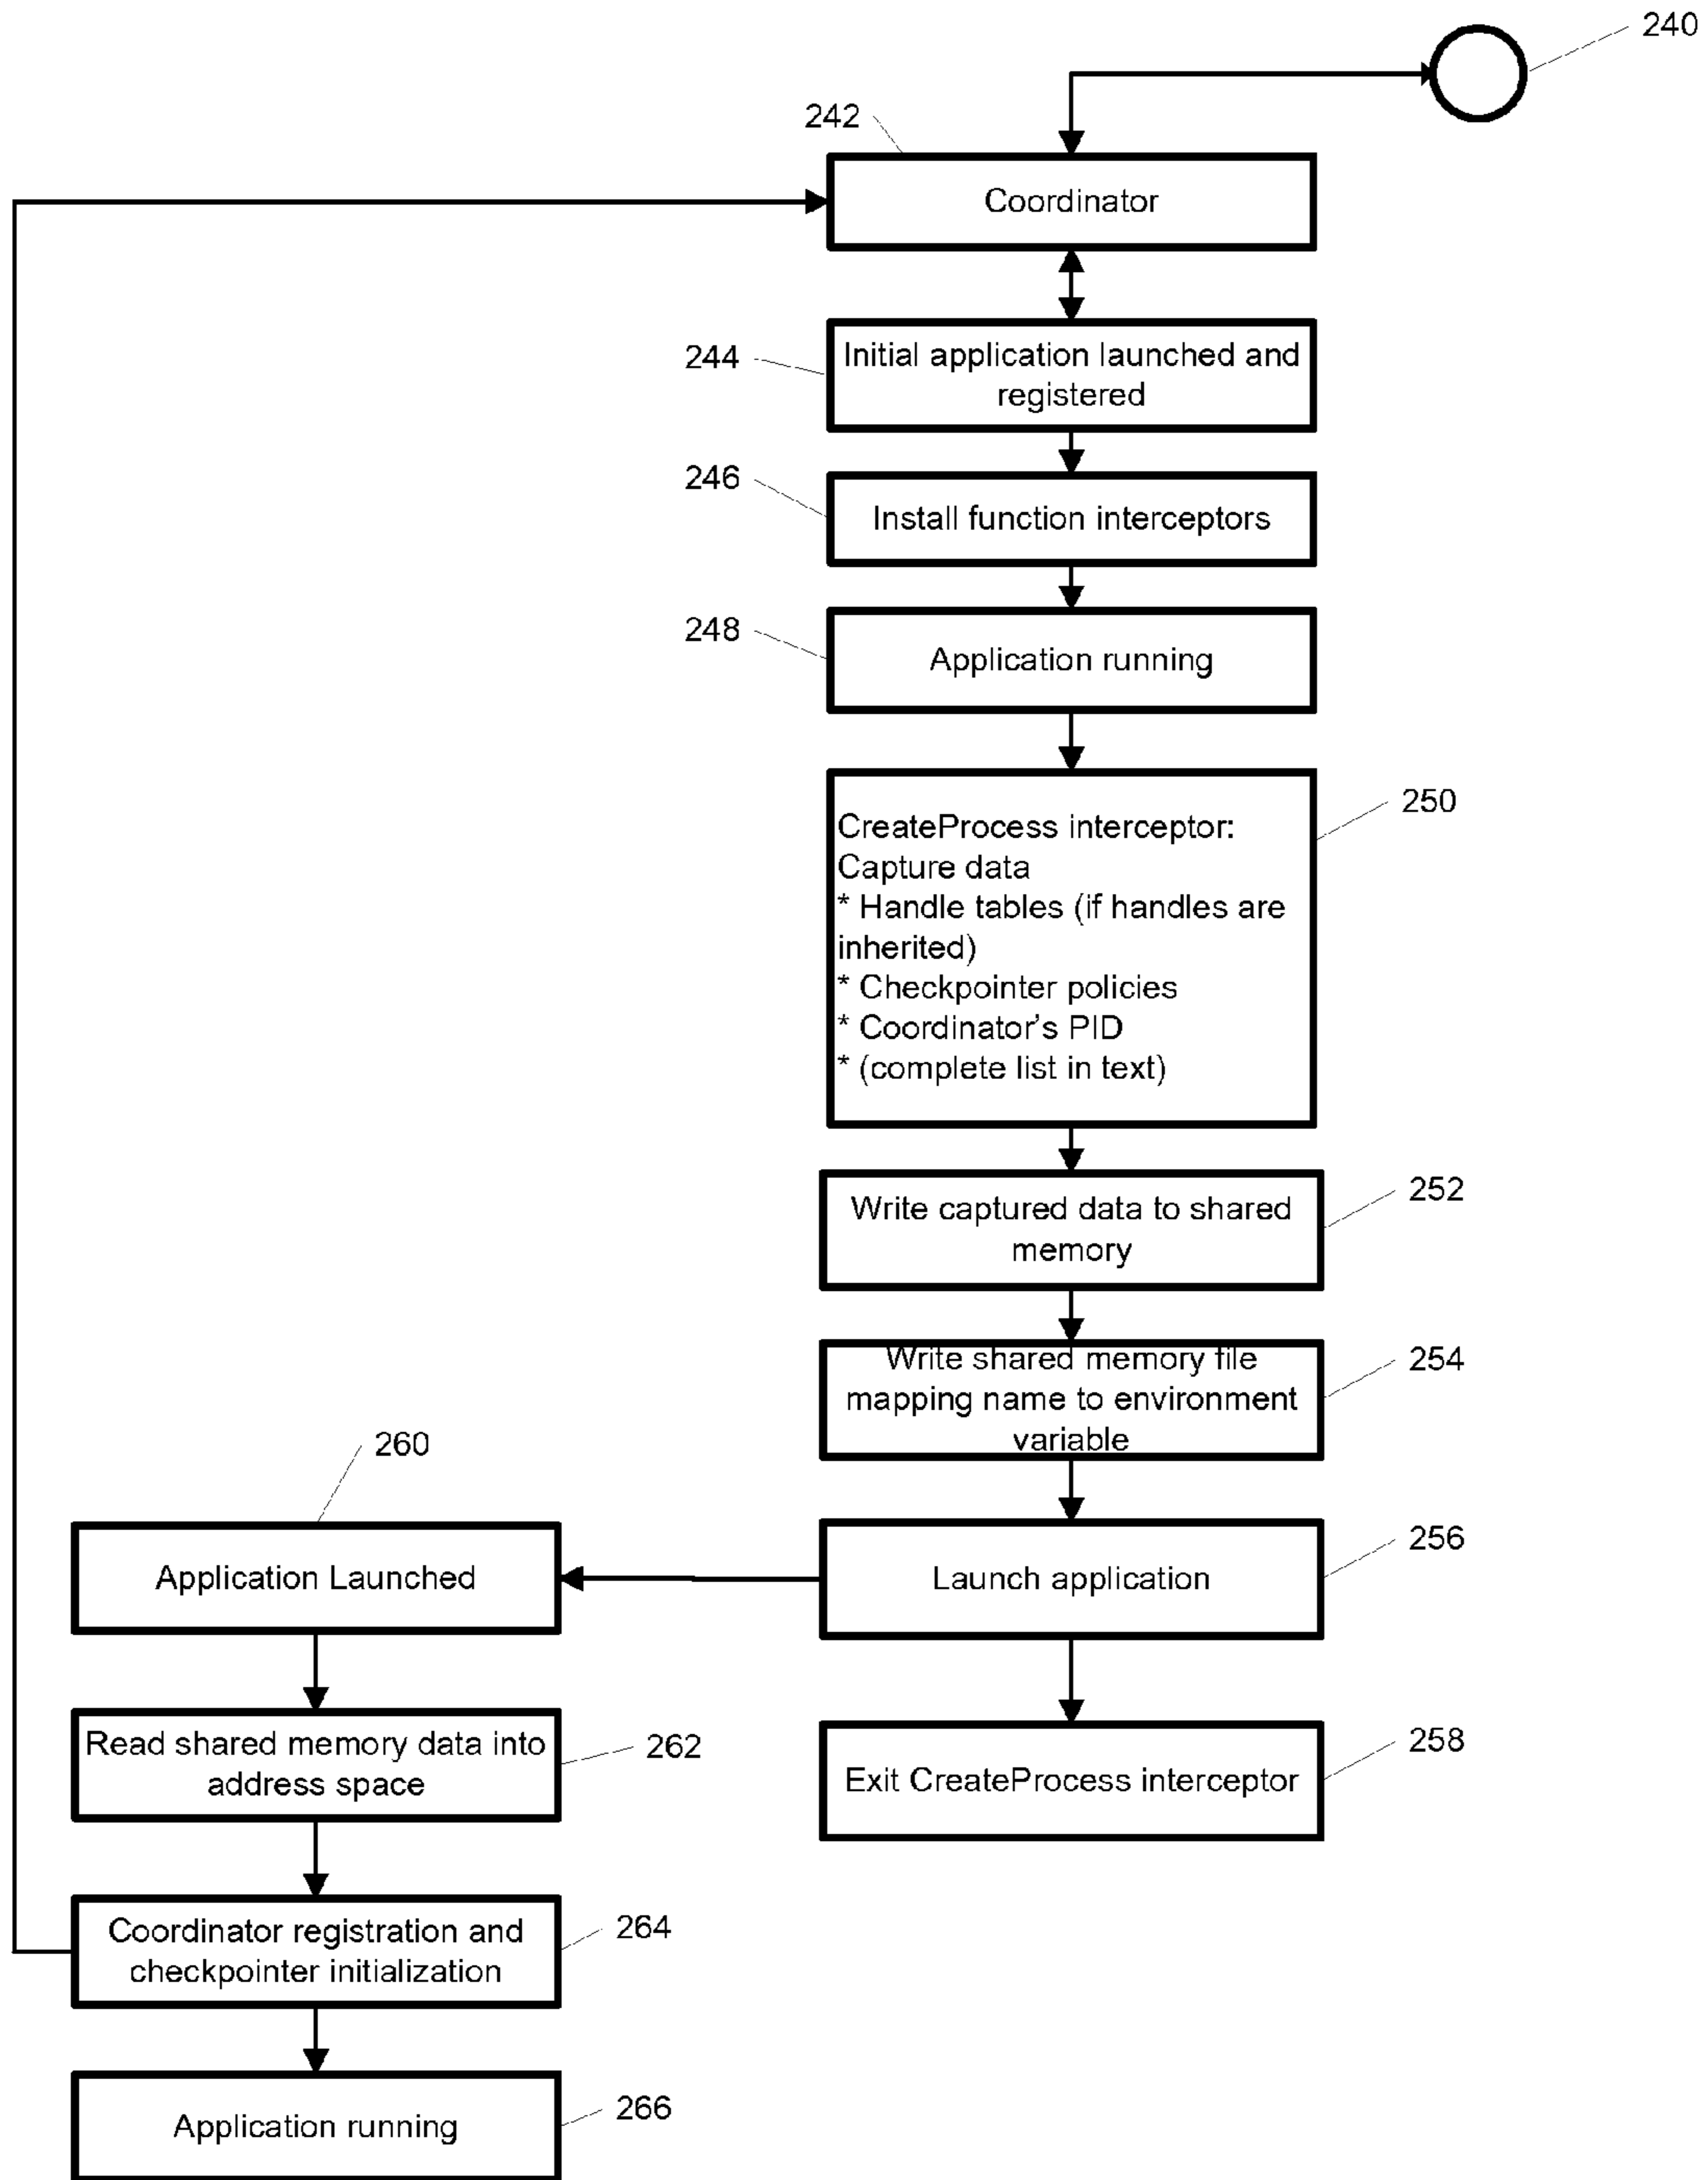 240
242
Coordinator
244
Initial application launched and
registered
246
Install function interceptors
248
Application running
250
CreateProcess interceptor:
Capture data
* Handle tables (if handles are
inherited)
* Checkpointer policies
* Coordinator's PID
* (complete list in text)
252
Write captured data to shared
memory
254
Write shared memory file
mapping name to environment
variable
260
256
Application Launched
Launch application
262
Read shared memory data into
address space
258
Exit CreateProcess interceptor
264
Coordinator registration and
checkpointer initialization
266
Application running